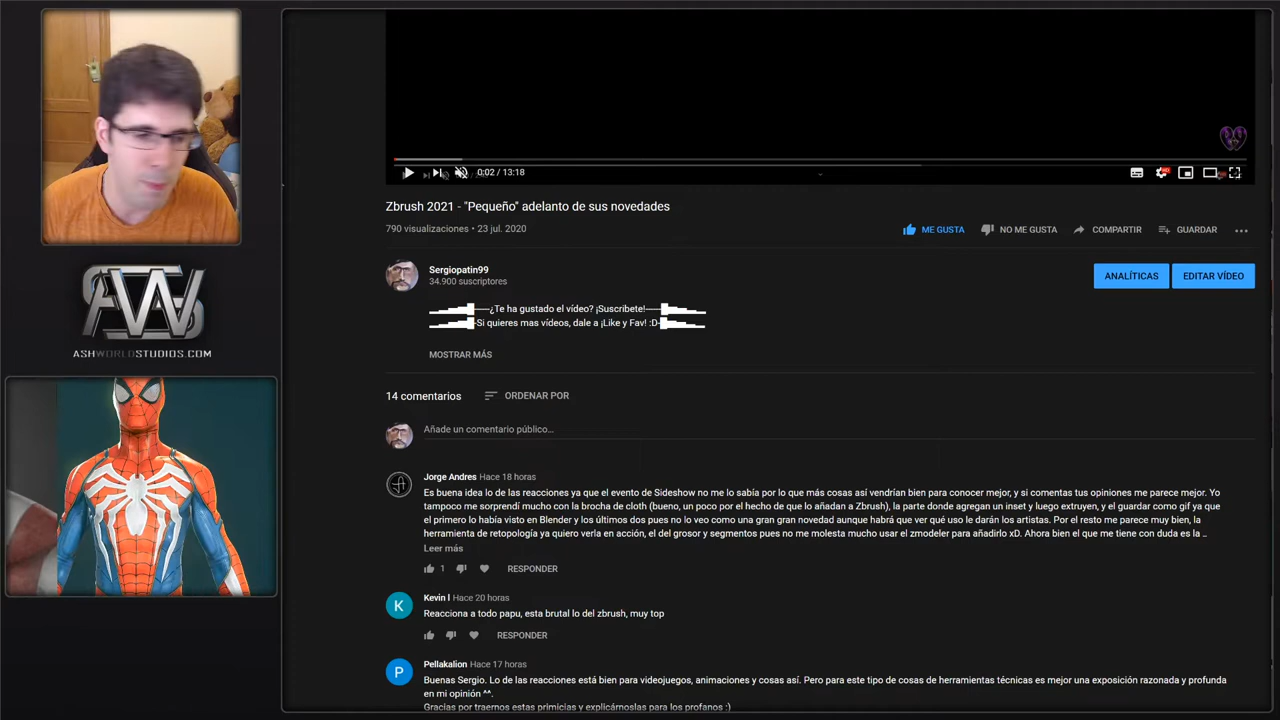 0:02 / 13:18
Zbrush 2021 - "Pequeño" adelanto de sus novedades
790 visualizaciones • 23 jul. 2020
ME GUSTA
NO ME GUSTA
COMPARTIR
GUARDAR
Sergiopatin99
34.900 suscriptores
ANALÍTICAS
EDITAR VÍDEO
¿Te ha gustado el vídeo? ¡Suscribete!
Si quieres mas vídeos, dale a ¡Like y Fav! :D
MOSTRAR MÁS
ASHWORLDSTUDIOS.COM
14 comentarios
ORDENAR POR
Añade un comentario público...
Jorge Andres Hace 18 horas
Es buena idea lo de las reacciones ya que el evento de Sideshow no me lo sabía por lo que más cosas así vendrían bien para conocer mejor, y si comentas tus opiniones me parece mejor. Yo
tampoco me sorprendí mucho con la brocha de cloth (bueno, un poco por el hecho de que lo añadan a Zbrush), la parte donde agregan un inset y luego extruyen, y el guardar como gif ya que
el primero lo había visto en Blender y los últimos dos pues no lo veo como una gran gran novedad aunque habrá que ver qué uso le darán los artistas. Por el resto me parece muy bien, la
herramienta de retopología ya quiero verla en acción, el del grosor y segmentos pues no me molesta mucho usar el zmodeler para añadirlo xD. Ahora bien el que me tiene con duda es la ..
Leer más
1
RESPONDER
K
Kevin l Hace 20 horas
Reacciona a todo papu, esta brutal lo del zbrush, muy top
RESPONDER
P
Pellakalion Hace 17 horas
Buenas Sergio. Lo de las reacciones está bien para videojuegos, animaciones y cosas así. Pero para este tipo de cosas de herramientas técnicas es mejor una exposición razonada y profunda
en mi opinión ^^.
Gracias por traernos estas primicias y explicárnoslas para los profanos :)